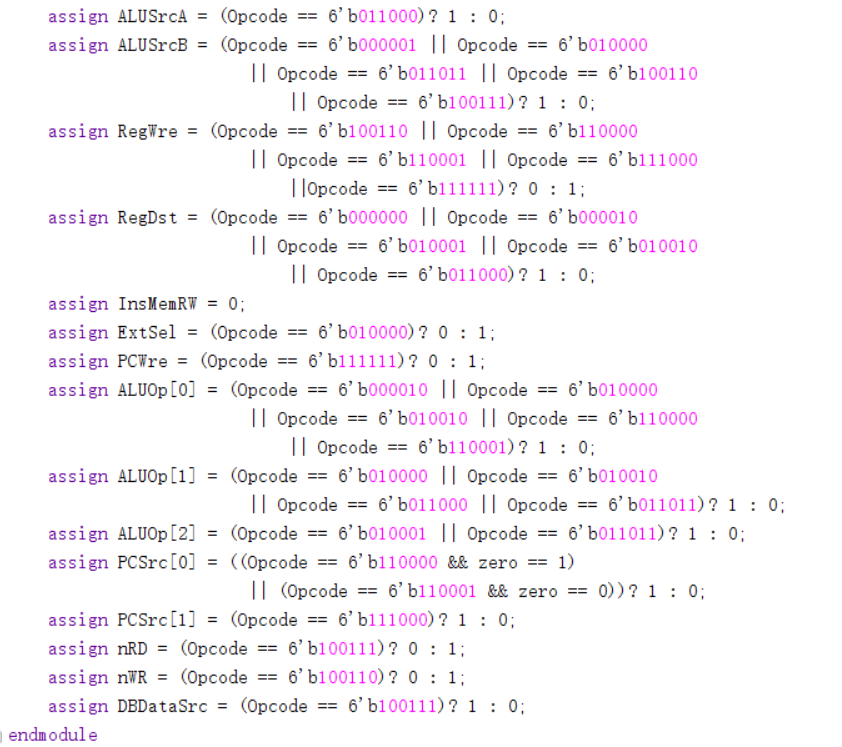 assign ALUSrcA = (Opcode == 6'b011000)? 1 : 0;
assign ALUSrcB = (Opcode == 6'b000001 || Opcode == 6'b010000
|| Opcode == 6'b011011 || Opcode == 6'b100110
|| Opcode == 6'b100111)? 1 : 0;
assign RegWre = (Opcode == 6'b100110 || Opcode == 6'b110000
|| Opcode == 6'b110001 || Opcode == 6'b111000
||Opcode == 6'b111111)? 0 : 1;
assign RegDst = (Opcode == 6'b000000 || Opcode == 6'b000010
|| Opcode == 6'b010001 || Opcode == 6'b010010
|| Opcode == 6'b011000)? 1 : 0;
assign InsMemRW = 0;
assign ExtSel = (Opcode == 6'b010000)? 0 : 1;
assign PCWre = (Opcode == 6'b111111)? 0 : 1;
assign ALUOp[0] = (Opcode == 6'b000010 || Opcode == 6'b010000
|| Opcode == 6'b010010 || Opcode == 6'b110000
|| Opcode == 6'b110001)? 1 : 0;
assign ALUOp[1] = (Opcode == 6'b010000 || Opcode == 6'b010010
|| Opcode == 6'b011000 || Opcode == 6'b011011)? 1 : 0;
assign ALUOp[2] = (Opcode == 6'b010001 || Opcode == 6'b011011)? 1 : 0;
assign PCSrc[0] = ((Opcode == 6'b110000 && zero == 1)
|| (Opcode == 6'b110001 && zero == 0))? 1 : 0;
assign PCSrc[1] = (Opcode == 6'b111000)? 1 : 0;
assign nRD = (Opcode == 6'b100111)? 0 : 1;
assign nWR = (Opcode == 6'b100110)? 0 : 1;
assign DBDataSrc = (Opcode == 6'b100111)? 1 : 0;
endmodule